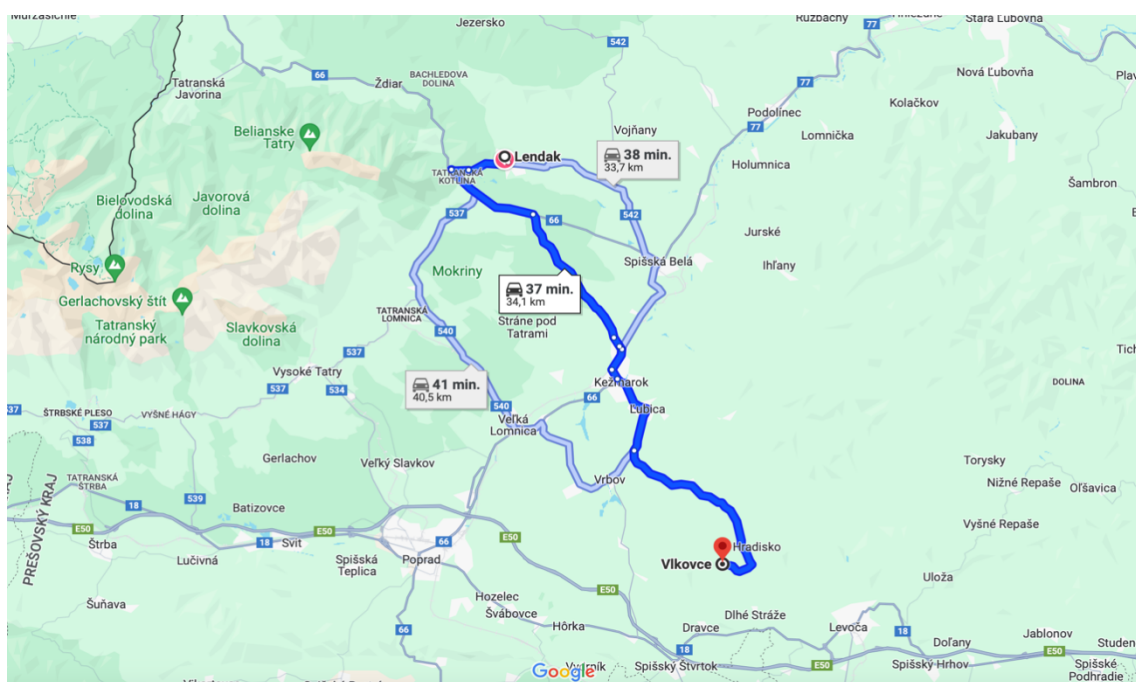 Jezersko
542
Ružbachy
Stará Ľubovňa
77
Tatranská
Javorina
66
Ždiar
BACHLEDOVA
DOLINA
542
77
Nová Ľubovňa
Kolačkov
Podolínec
Belianske
Tatry
Vojňany
77
Lomnička
Jakubany
Lendak
38 min.
33,7 km
Holumnica
TATRANSKÁ
KOTLINA
Bielovodská
dolina
Javorová
dolina
Šambron
537
66
542
Jurské
Rysy
Mokriny
Spišská Belá
Ihľany
37 min.
34,1 km
Gerlachovský štít
Tatranský
národný park
Slavkovská
dolina
TATRANSKÁ
LOMNICA
Stráne pod
Tatrami
540
537
Vysoké Tatry
41 min.
40,5 km
Kežmarok
DOLINA
537
534
66
537
ŠTRBSKÉ PLESO
VYŠNÉ HÁGY
537
538
540
Ľubica
Veľká
Lomnica
Gerlachov
Veľký Slavkov
Torysky
TATRANSKÁ
ŠTRBA
539
Vrbov
Nižné Repaše
Oľšavica
PREŠOVSKÝ KRAJ
18
Batizovce
Vyšné Repaše
E50
E50
E50
Štrba
Lučivná
18
Svit
66
Hradisko
Spišská
Teplica
Poprad
Vlkovce
Uloža
E50
Šuňava
Hozelec
Švábovce
Dlhé Stráže
66
Hôrka
Dravce
Levoča
18
Doľany
Jablonov
E50
E50
Google
Spišský Štvrtok
Spišský Hrhov
Spišské
Podhradie